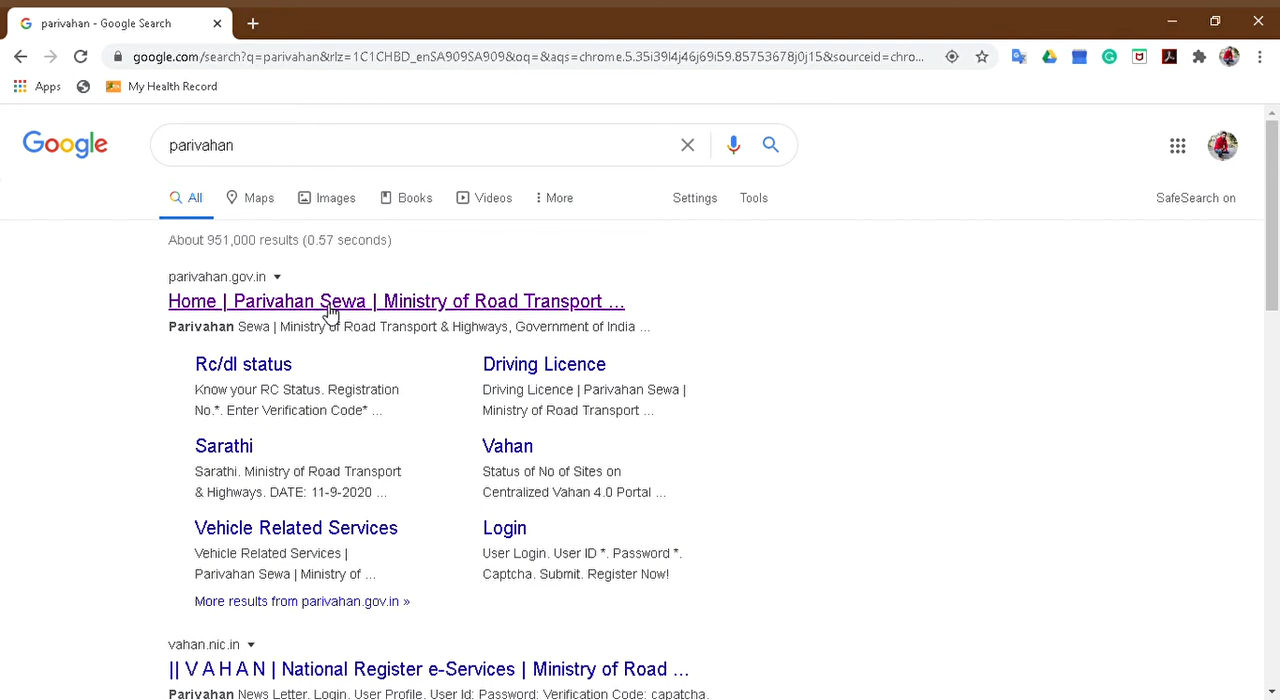 parivahan - Google Search
google.com/search?q=parivahan&rlz=1C1CHBD_enSA909SA909&oq=&aqs=chrome.5.35i39l4j46j69i59.85753678j0j15&sourceid=chro...
Apps
My Health Record
Google
parivahan
All
Maps
Images
Books
Videos
More
Settings
Tools
SafeSearch on
About 951,000 results (0.57 seconds)
parivahan.gov.in
Home | Parivahan Sewa | Ministry of Road Transport ...
Parivahan Sewa | Ministry of Road Transport & Highways, Government of India ...
Rc/dl status
Know your RC Status. Registration
No.*. Enter Verification Code* ...
Driving Licence
Driving Licence | Parivahan Sewa |
Ministry of Road Transport ...
Sarathi
Sarathi. Ministry of Road Transport
& Highways. DATE: 11-9-2020 ...
Vahan
Status of No of Sites on
Centralized Vahan 4.0 Portal ...
Vehicle Related Services
Vehicle Related Services |
Parivahan Sewa | Ministry of ...
Login
User Login. User ID *. Password *.
Captcha. Submit. Register Now!
More results from parivahan.gov.in »
vahan.nic.in
|| V A H A N | National Register e-Services | Ministry of Road ...
Parivahan News Letter. Login. User Profile. User Id: Password: Verification Code: capatcha.